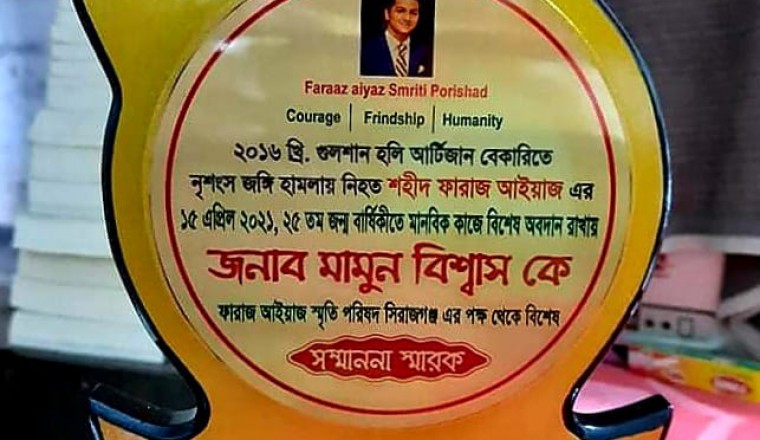 Faraaz aiyaz Smriti Porishad
Courage | Frindship | Humanity
২০১৬ খ্রি. গুলশান হলি আর্টিজান বেকারিতে
নৃশংস জঙ্গি হামলায় নিহত শহীদ ফারাজ আইয়াজ এর
১৫ এপ্রিল ২০২১, ২৫ তম জন্ম বার্ষিকীতে মানবিক কাজে বিশেষ অবদান রাখায়
জনাব মামুন বিশ্বাস কে
ফারাজ আইয়াজ স্মৃতি পরিষদ সিরাজগঞ্জ এর পক্ষ থেকে বিশেষ
সম্মাননা স্মারক